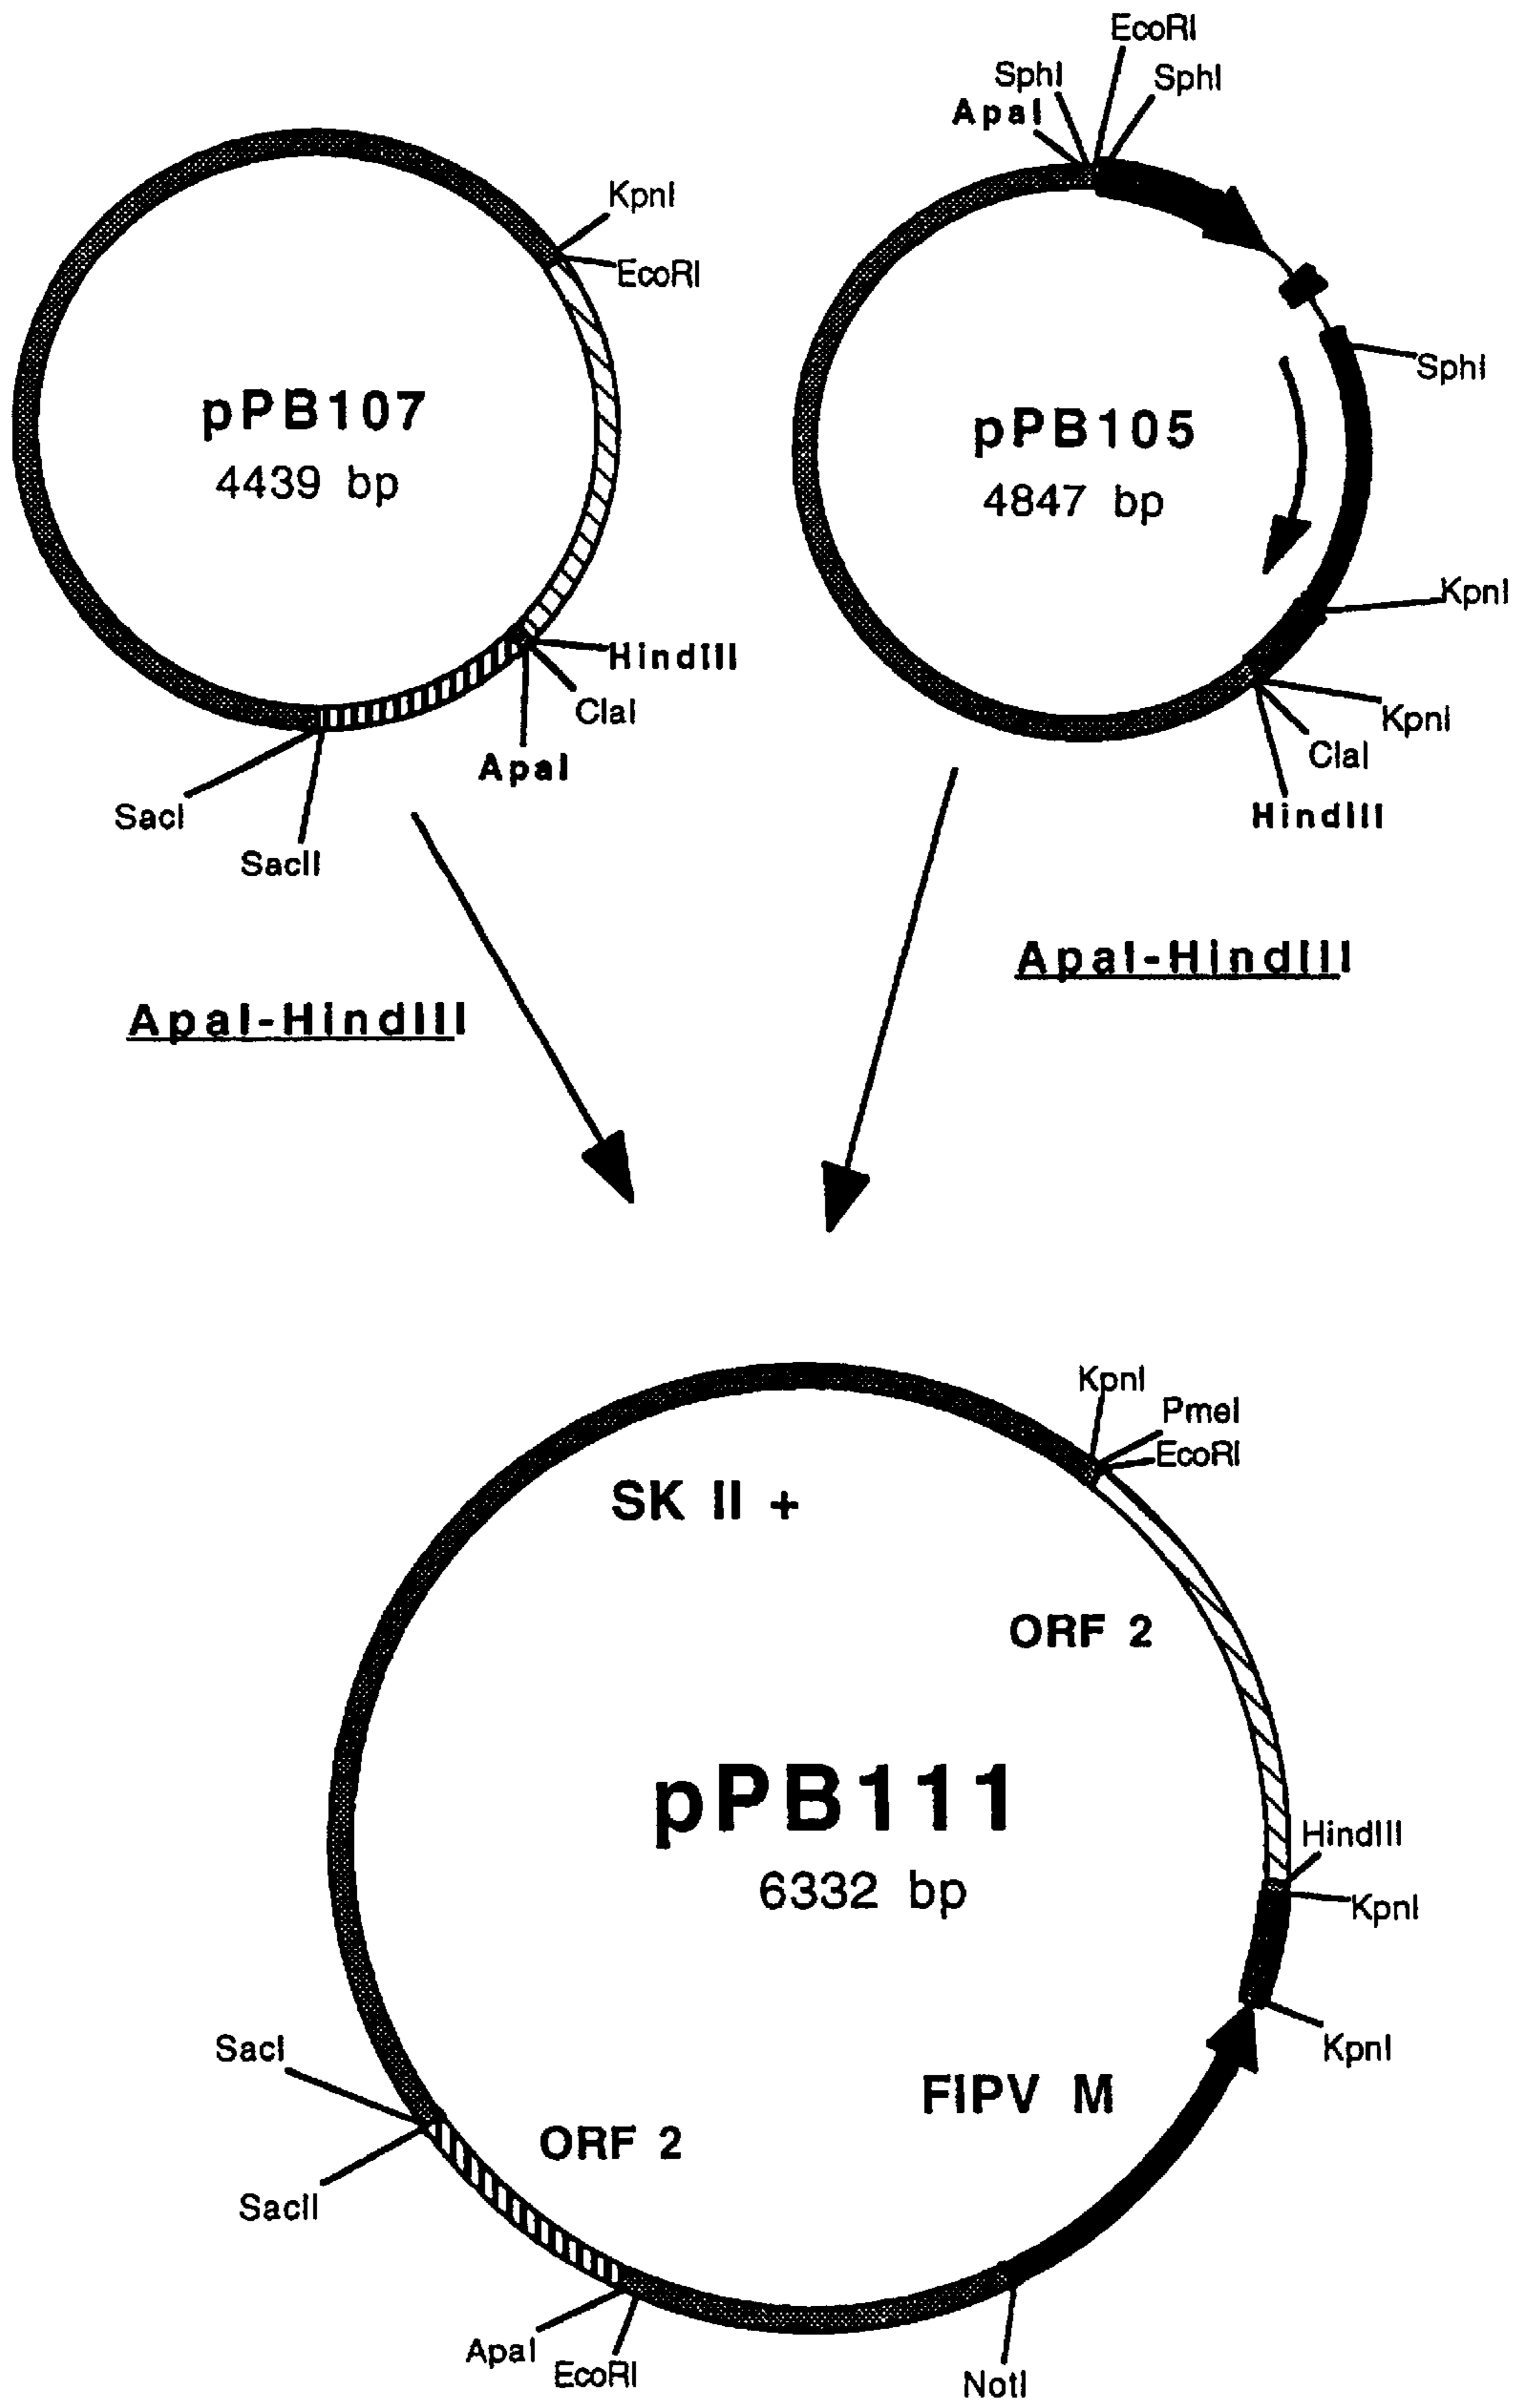 EcoRI
SphI
SphI
ApaI
KpnI
EcoRI
SphI
pPB107
4439 bp
pPB105
4847 bp
KpnI
HindIII
ClaI
ApaI
KpnI
ClaI
HindIII
SacI
SacII
ApaI-HindIII
ApaI-HindIII
KpnI
PmeI
EcoRI
SK II +
ORF 2
pPB111
6332 bp
HindIII
KpnI
KpnI
FIPV M
SacI
ORF 2
SacII
ApaI
EcoRI
NotI